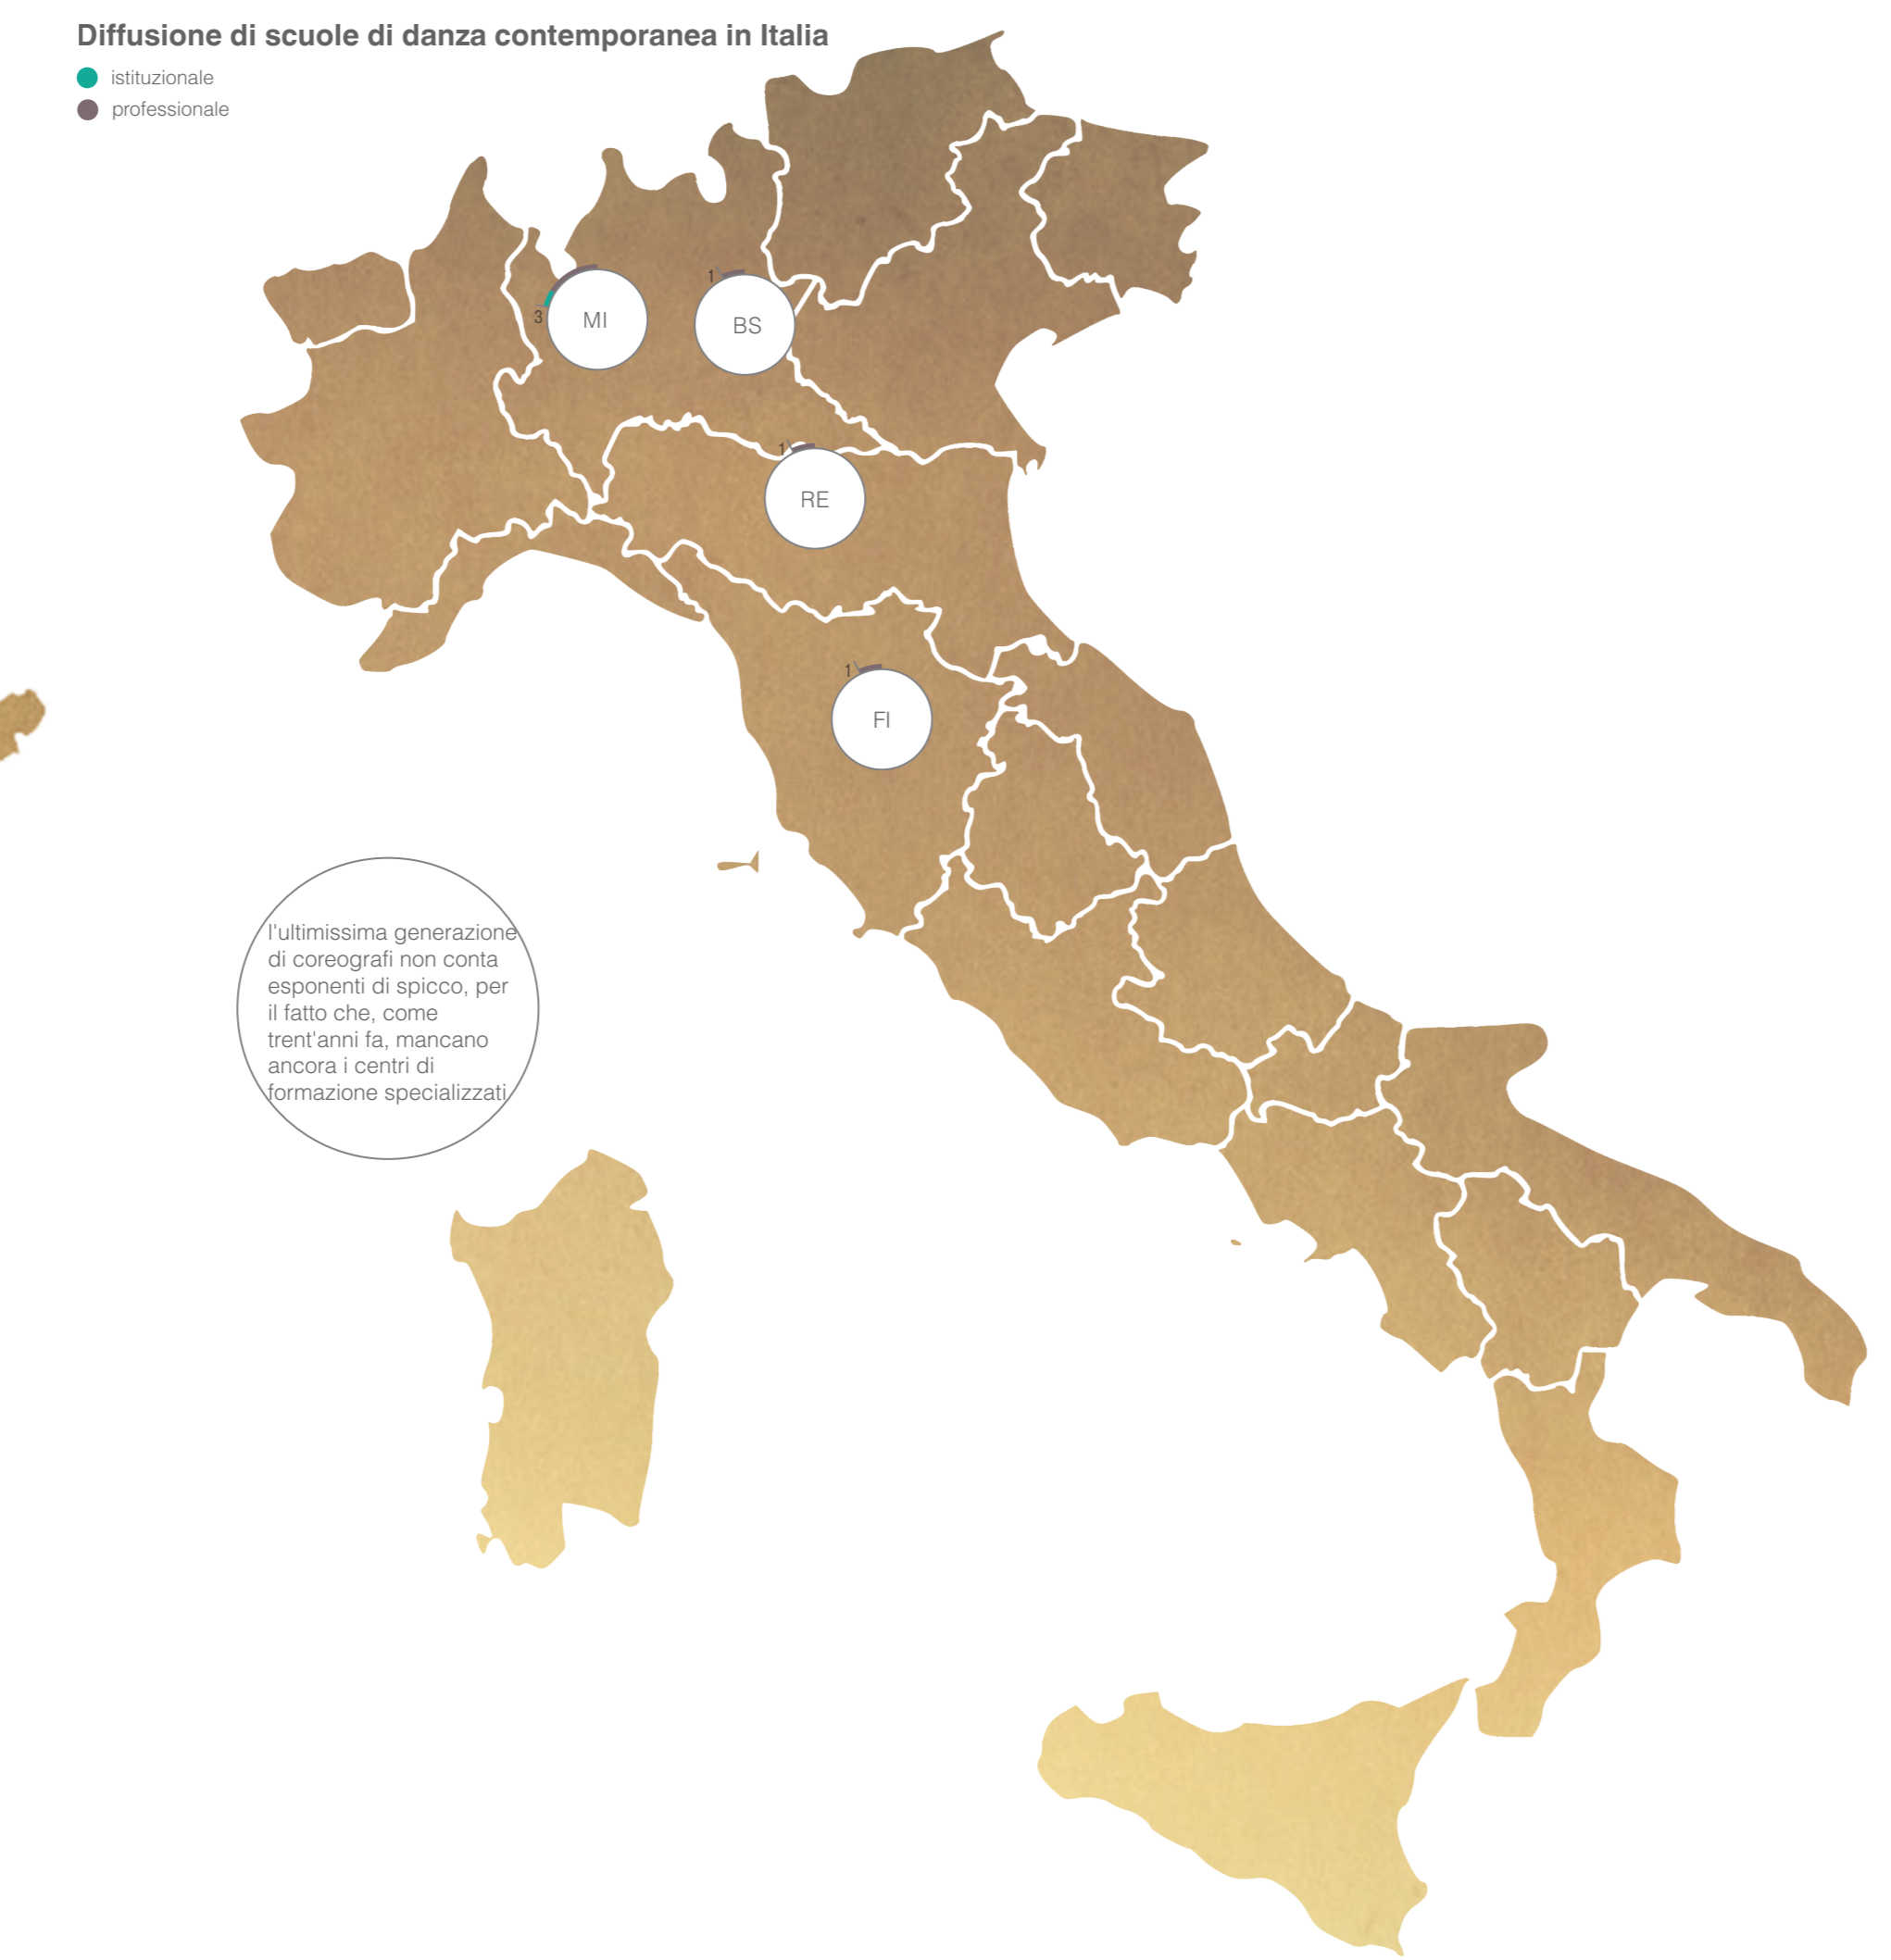 Diffusione di scuole di danza contemporanea in Italia
istituzionale
professionale
3
MI
1
BS
1
RE
1
FI
l'ultimissima generazione
di coreografi non conta
esponenti di spicco, per
il fatto che, come
trent'anni fa, mancano
ancora i centri di
formazione specializzati